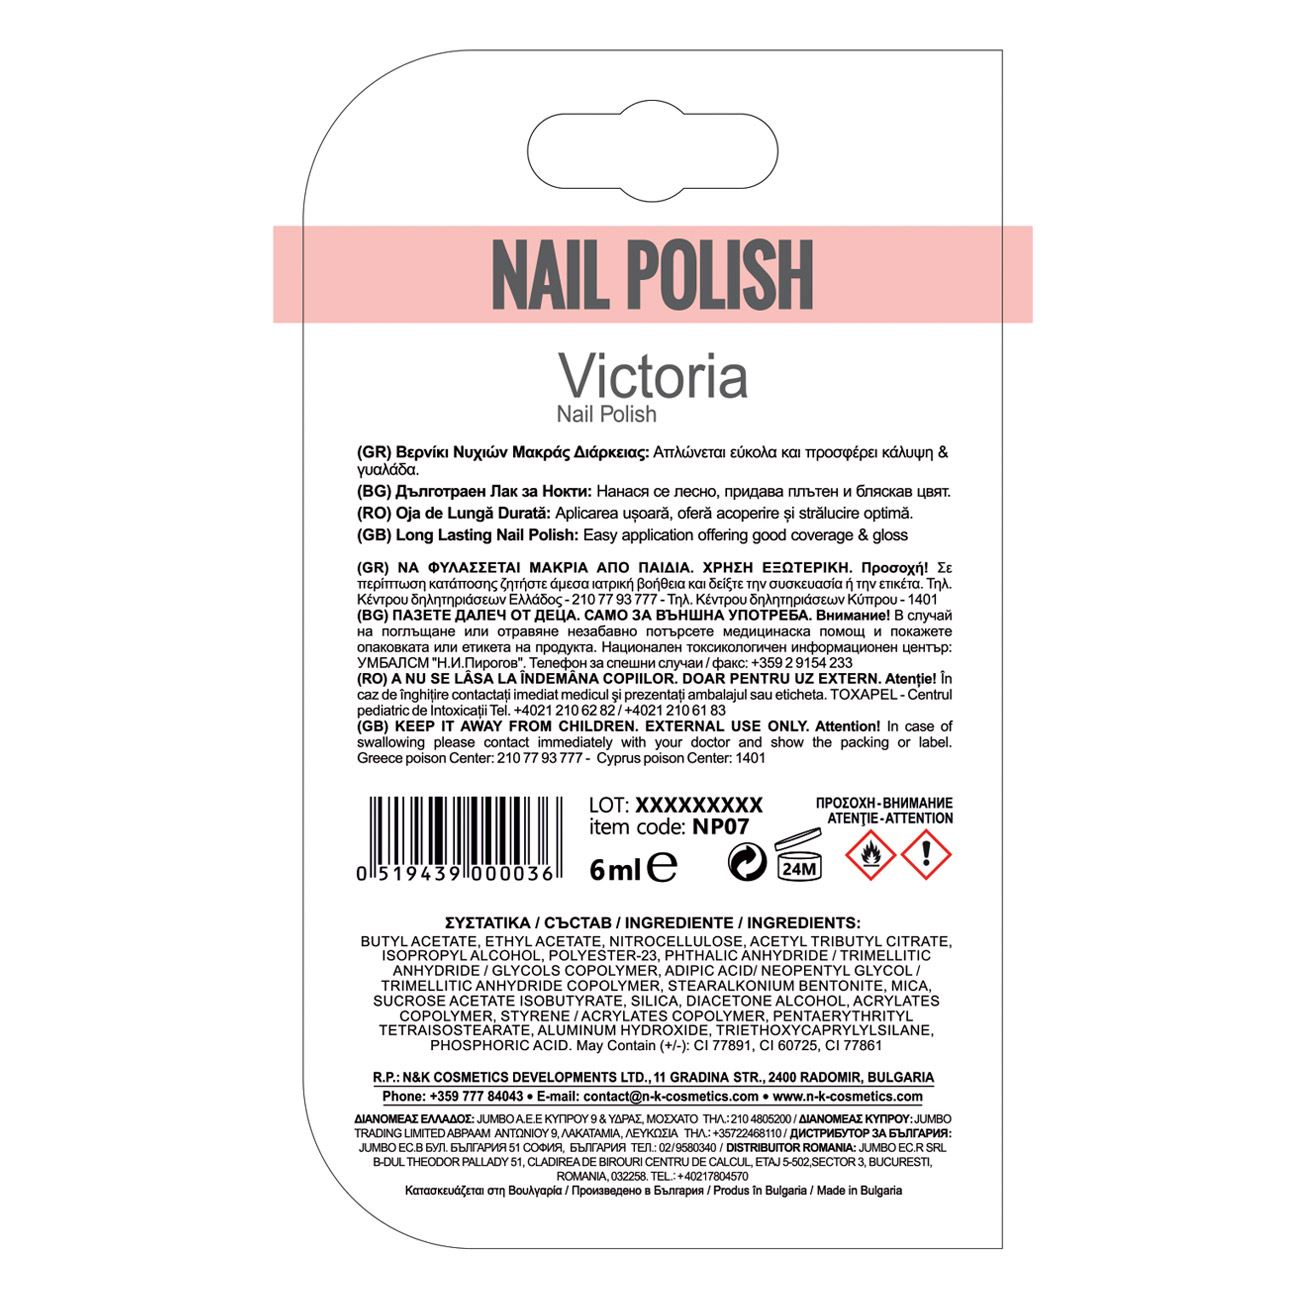 NAIL POLISH
Victoria
Nail Polish
(GR) Βερνίκι Νυχιών Μακράς Διάρκειας: Απλώνεται εύκολα και προσφέρει κάλυψη &
γυαλάδα.
(BG) Дълготраен Лак за Нокти: Нанася се лесно, придава плътен и бляскав цвят.
(RO) Oja de Lungă Durată: Aplicarea ușoară, oferă acoperire și strălucire optimă.
(GB) Long Lasting Nail Polish: Easy application offering good coverage & gloss
(GR) ΝΑ ΦΥΛΑΣΣΕΤΑΙ ΜΑΚΡΙΑ ΑΠΟ ΠΑΙΔΙΑ. ΧΡΗΣΗ ΕΞΩΤΕΡΙΚΗ. Προσοχή! Σε
περίπτωση κατάποσης ζητήστε άμεσα ιατρική βοήθεια και δείξτε την συσκευασία ή την ετικέτα. Τηλ.
Κέντρου δηλητηριάσεων Ελλάδος - 210 77 93 777 - Τηλ. Κέντρου δηλητηριάσεων Κύπρου - 1401
(BG) ПАЗЕТЕ ДАЛЕЧ ОТ ДЕЦА. САМО ЗА ВЪНШНА УПОТРЕБА. Внимание! В случай
на поглъщане или отравяне незабавно потърсете медицинаска помощ и покажете
опаковката или етикета на продукта. Национален токсикологичен информационен център:
УМБАЛСМ "Н.И.Пирогов". Телефон за спешни случаи / факс: +359 2 9154 233
(RO) A NU SE LĂSA LA ÎNDEMÂNA COPIILOR. DOAR PENTRU UZ EXTERN. Atenție! În
caz de înghițire contactați imediat medicul și prezentați ambalajul sau eticheta. TOXAPEL - Centrul
pediatric de Intoxicații Tel. +4021 210 62 82 / +4021 210 61 83
(GB) KEEP IT AWAY FROM CHILDREN. EXTERNAL USE ONLY. Attention! In case of
swallowing please contact immediately with your doctor and show the packing or label.
Greece poison Center: 210 77 93 777 - Cyprus poison Center: 1401
0 519439 000036
LOT: XXXXXXXXX
item code: NP07
6 ml ℮
24M
ΠΡΟΣΟΧΗ - ВНИМАНИЕ
ATENŢIE - ATTENTION
ΣΥΣΤΑΤΙΚΑ / СЪСТАВ / INGREDIENTE / INGREDIENTS:
BUTYL ACETATE, ETHYL ACETATE, NITROCELLULOSE, ACETYL TRIBUTYL CITRATE,
ISOPROPYL ALCOHOL, POLYESTER-23, PHTHALIC ANHYDRIDE / TRIMELLITIC
ANHYDRIDE / GLYCOLS COPOLYMER, ADIPIC ACID/ NEOPENTYL GLYCOL /
TRIMELLITIC ANHYDRIDE COPOLYMER, STEARALKONIUM BENTONITE, MICA,
SUCROSE ACETATE ISOBUTYRATE, SILICA, DIACETONE ALCOHOL, ACRYLATES
COPOLYMER, STYRENE / ACRYLATES COPOLYMER, PENTAERYTHRITYL
TETRAISOSTEARATE, ALUMINUM HYDROXIDE, TRIETHOXYCAPRYLYLSILANE,
PHOSPHORIC ACID. May Contain (+/-): CI 77891, CI 60725, CI 77861
R.P.: N&K COSMETICS DEVELOPMENTS LTD., 11 GRADINA STR., 2400 RADOMIR, BULGARIA
Phone: +359 777 84043 • E-mail: contact@n-k-cosmetics.com • www.n-k-cosmetics.com
ΔΙΑΝΟΜΕΑΣ ΕΛΛΑΔΟΣ: JUMBO A.E.E ΚΥΠΡΟΥ 9 & ΥΔΡΑΣ, ΜΟΣΧΑΤΟ ΤΗΛ.: 210 4805200 / ΔΙΑΝΟΜΕΑΣ ΚΥΠΡΟΥ: JUMBO
TRADING LIMITED ΑΒΡΑΑΜ ΑΝΤΩΝΙΟΥ 9, ΛΑΚΑΤΑΜΙΑ, ΛΕΥΚΩΣΙΑ ΤΗΛ.: +35722468110 / ДИСТРИБУТОР ЗА БЪЛГАРИЯ:
JUMBO EC.B БУЛ. БЪЛГАРИЯ 51 СОФИЯ, БЪЛГАРИЯ ТЕЛ.: 02/ 9580340 / DISTRIBUITOR ROMANIA: JUMBO EC.R SRL
B-DUL THEODOR PALLADY 51, CLADIREA DE BIROURI CENTRU DE CALCUL, ETAJ 5-502,SECTOR 3, BUCURESTI,
ROMANIA, 032258. TEL.: +40217804570
Κατασκευάζεται στη Βουλγαρία / Произведено в България / Produs în Bulgaria / Made in Bulgaria